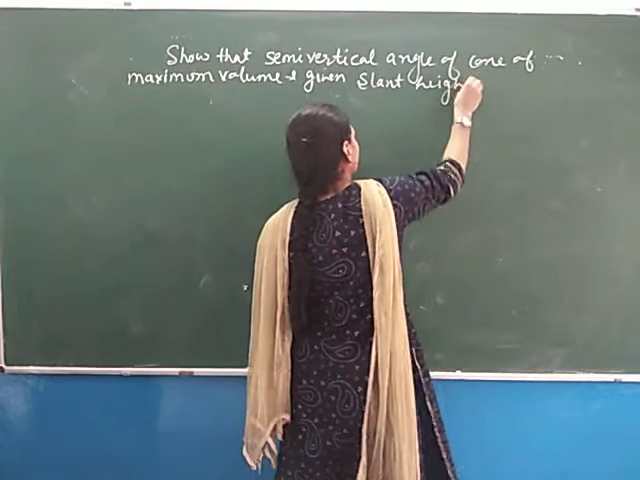 Show that semivertical angle of cone of
maximum volume & given slant heigh